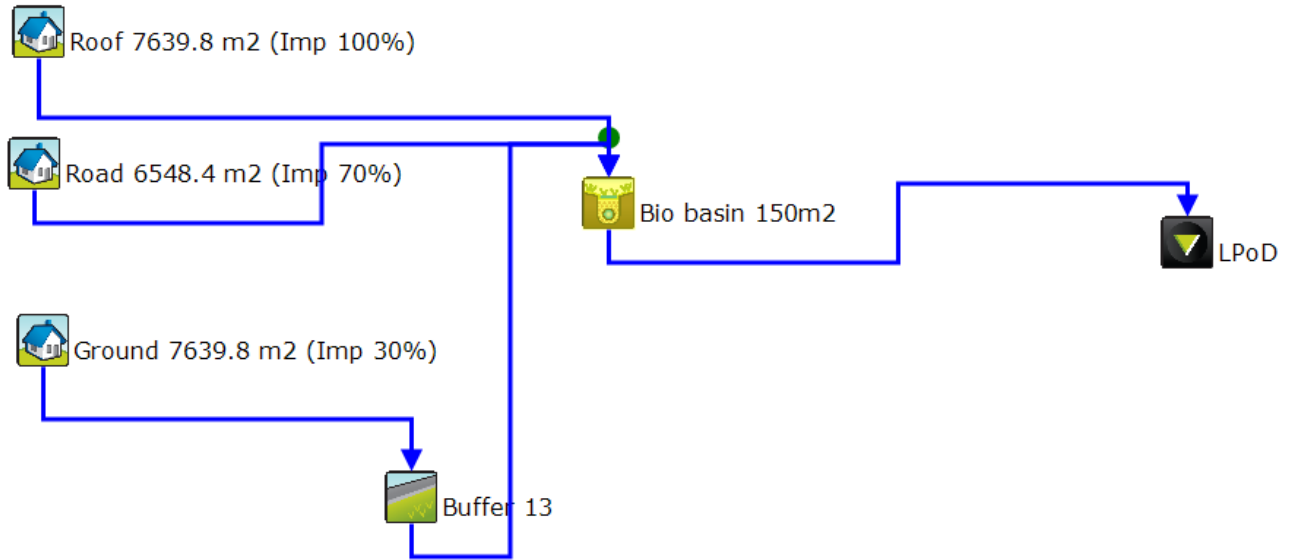 Roof 7639.8 m2 (Imp 100%)
Road 6548.4 m2 (Imp 70%)
Bio basin 150m2
LPoD
Ground 7639.8 m2 (Imp 30%)
Buffer 13